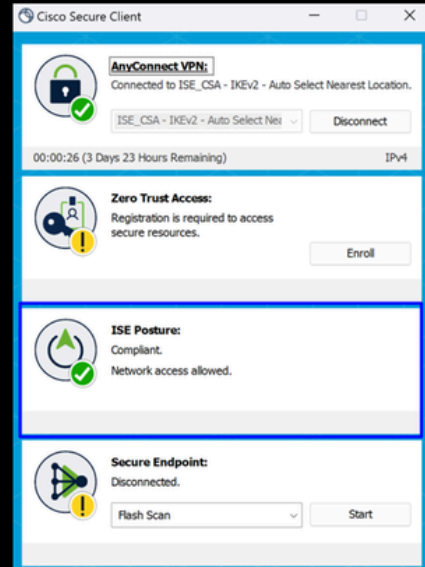 Cisco Secure Client
AnyConnect VPN:
Connected to ISE_CSA - IKEv2 - Auto Select Nearest Location.
ISE_CSA - IKEv2 - Auto Select Nea
Disconnect
00:00:26 (3 Days 23 Hours Remaining)
IPv4
Zero Trust Access:
Registration is required to access
secure resources.
Enroll
ISE Posture:
Compliant.
Network access allowed.
Secure Endpoint:
Disconnected.
Flash Scan
Start